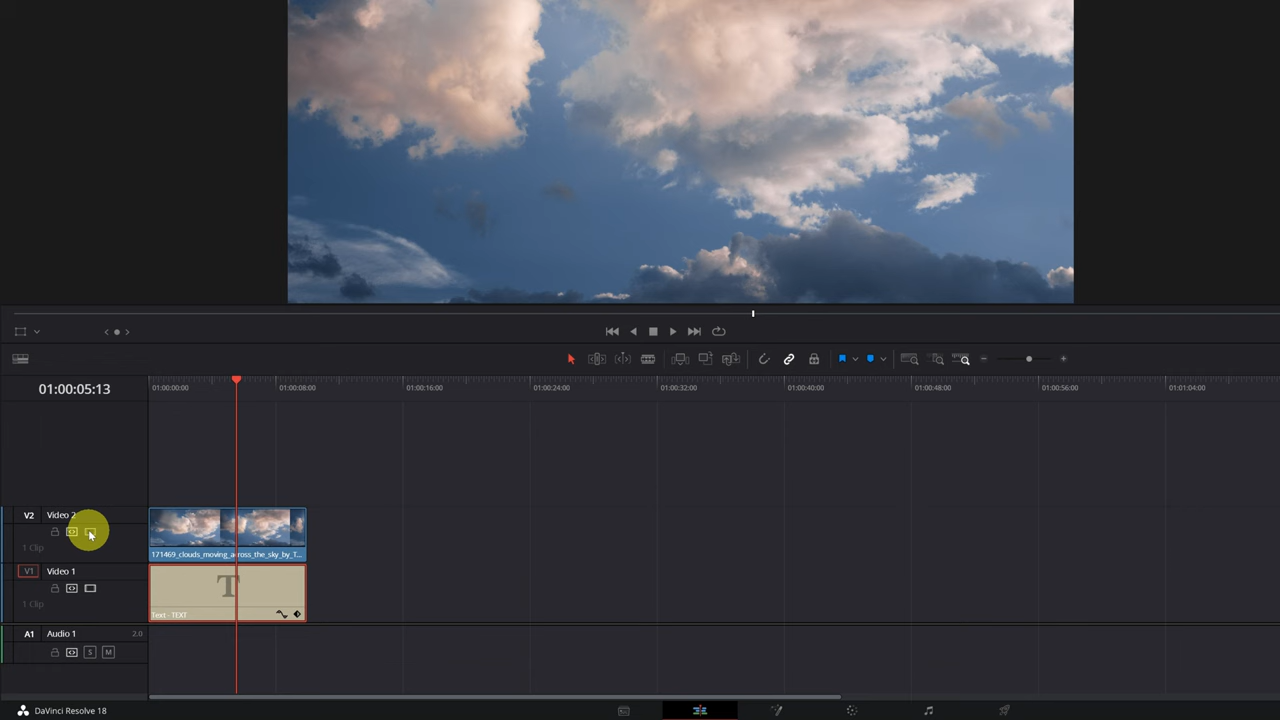 01:00:05:13
01:00:00:00
01:00:08:00
01:00:16:00
01:00:24:00
01:00:32:00
01:00:40:00
01:00:48:00
01:00:56:00
01:01:04:00
V2 Video 2
1 Clip
171469_clouds_moving_across_the_sky_by_T...
V1 Video 1
1 Clip
T
Text - TEXT
A1 Audio 1 2.0
S M
DaVinci Resolve 18